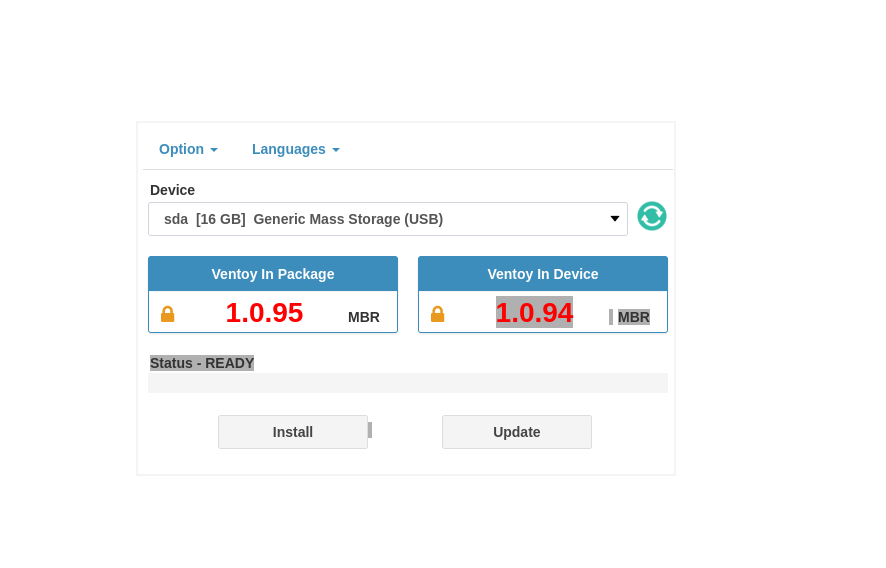 Option Languages
Device
sda [16 GB] Generic Mass Storage (USB)
Ventoy In Package Ventoy In Device
1.0.95 MBR 1.0.94 MBR
Status - READY
Install Update